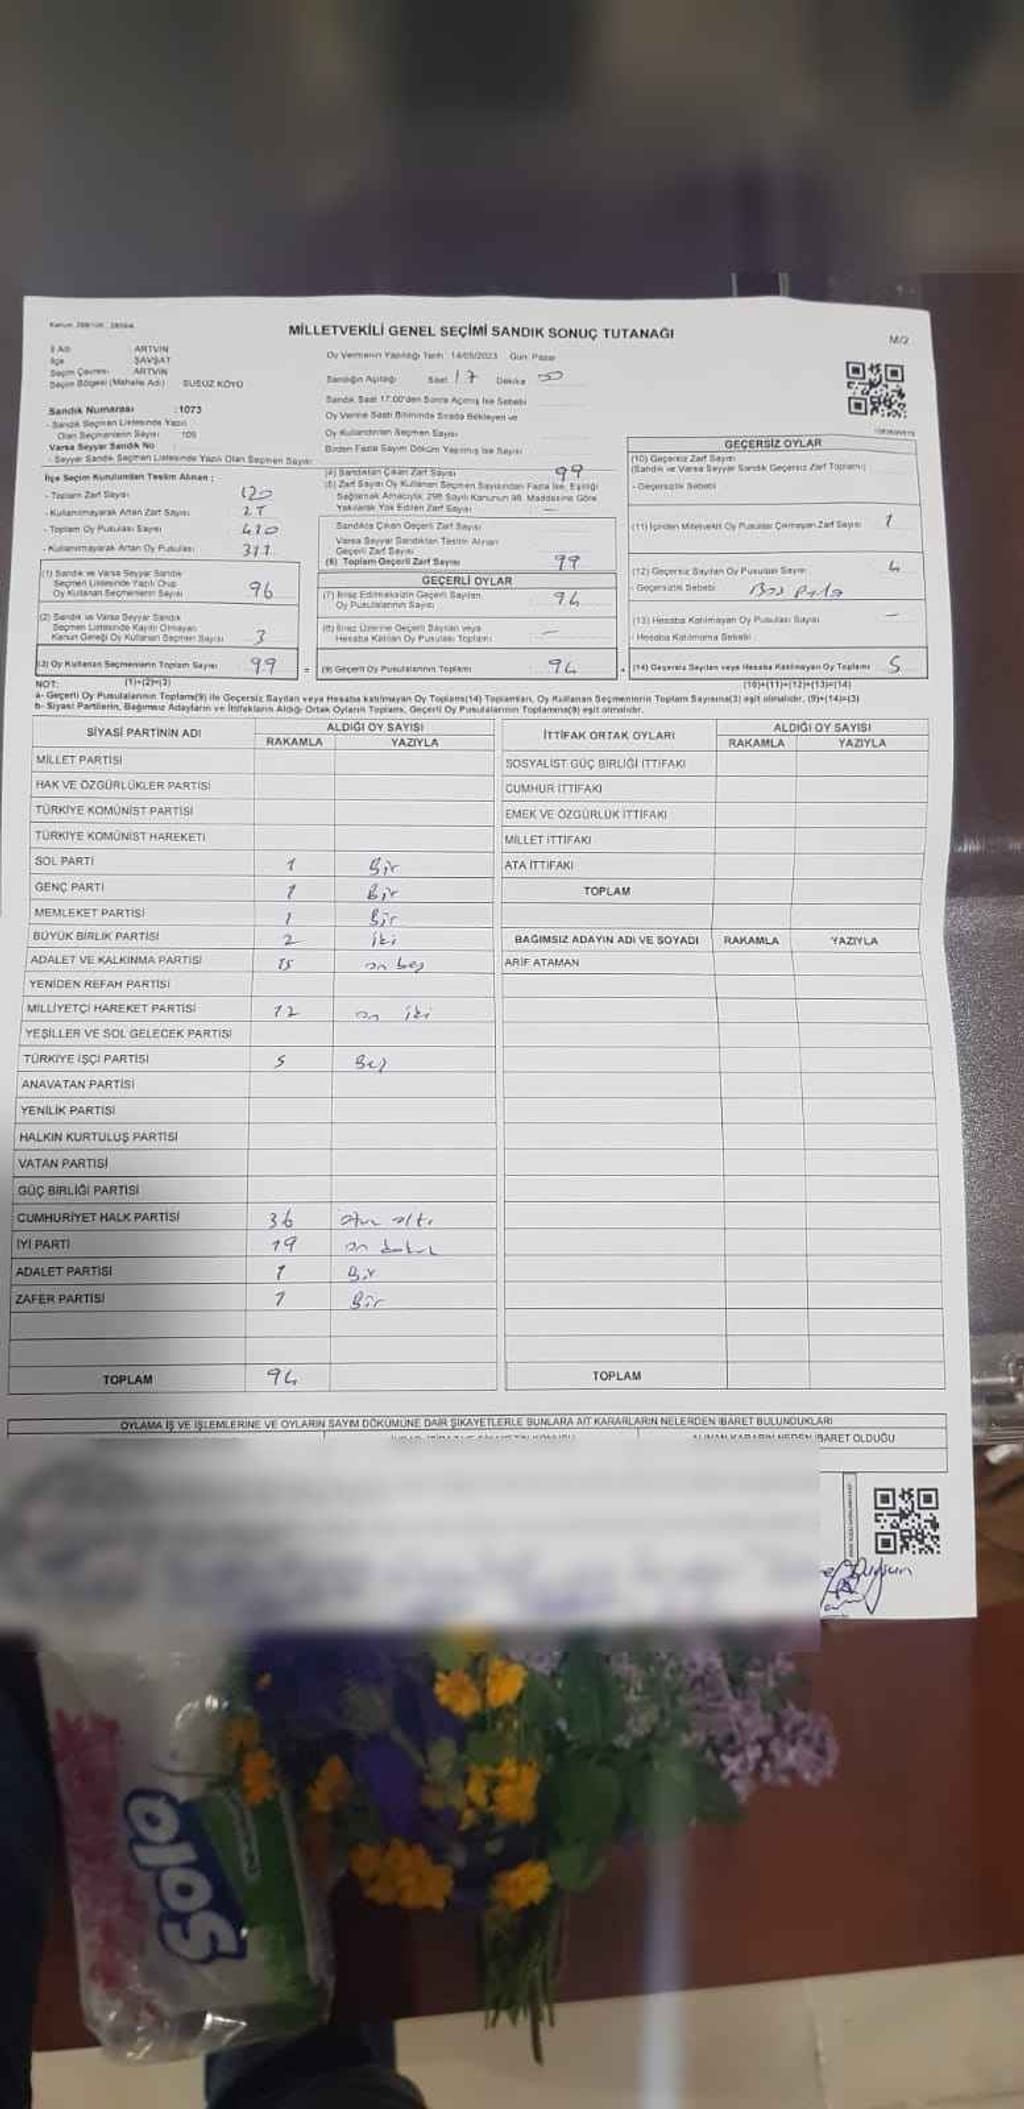 MİLLETVEKİLİ GENEL SEÇİMİ SANDIK SONUÇ TUTANAĞI
M/2
İl Adı : ARTVİN
İlçe : ŞAVŞAT
Seçim Çevresi : ARTVİN
Seçim Bölgesi (Mahalle Adı) : SUSUZ KÖYÜ
Sandık Numarası : 1073
- Sandık Seçmen Listesinde Yazılı
Olan Seçmenlerin Sayısı : 105
Varsa Seyyar Sandık No :
- Seyyar Sandık Seçmen Listesinde Yazılı Olan Seçmen Sayısı:
İlçe Seçim Kurulundan Teslim Alınan :
- Toplam Zarf Sayısı 120
- Kullanılmayarak Artan Zarf Sayısı 21
- Toplam Oy Pusulası Sayısı 410
- Kullanılmayarak Artan Oy Pusulası 311
(1) Sandık ve Varsa Seyyar Sandık
Seçmen Listesinde Yazılı Olup
Oy Kullanan Seçmenlerin Sayısı 96
(2) Sandık ve Varsa Seyyar Sandık
Seçmen Listesinde Kayıtlı Olmayan
Kanun Gereği Oy Kullanan Seçmen Sayısı 3
(3) Oy Kullanan Seçmenlerin Toplam Sayısı 99
(1)+(2)=(3)
Oy Vermenin Yapıldığı Tarih : 14/05/2023 Gün: Pazar
Sandığın Açıldığı Saat 17 Dakika 50
Sandık Saat 17:00'den Sonra Açılmış İse Sebebi
Oy Verme Saati Bitiminde Sırada Bekleyen ve
Oy Kullandırılan Seçmen Sayısı
Birden Fazla Sayım Döküm Yapılmış İse Sayısı
(4) Sandıktan Çıkan Zarf Sayısı 99
(5) Zarf Sayısı Oy Kullanan Seçmen Sayısından Fazla İse, Eşitliği
Sağlamak Amacıyla, 298 Sayılı Kanunun 98. Maddesine Göre
Yakılarak Yok Edilen Zarf Sayısı —
Sandıkta Çıkan Geçerli Zarf Sayısı
Varsa Seyyar Sandıktan Teslim Alınan
Geçerli Zarf Sayısı
(6) Toplam Geçerli Zarf Sayısı 99
GEÇERLİ OYLAR
(7) İtiraz Edilmeksizin Geçerli Sayılan
Oy Pusulalarının Sayısı 94
(8) İtiraz Üzerine Geçerli Sayılan veya
Hesaba Katılan Oy Pusulası Toplamı —
(9) Geçerli Oy Pusulalarının Toplamı 94
GEÇERSİZ OYLAR
(10) Geçersiz Zarf Sayısı
(Sandık ve Varsa Seyyar Sandık Geçersiz Zarf Toplamı)
- Geçersizlik Sebebi
(11) İçinden Milletvekili Oy Pusulası Çıkmayan Zarf Sayısı 1
(12) Geçersiz Sayılan Oy Pusulası Sayısı 4
- Geçersizlik Sebebi
(13) Hesaba Katılmayan Oy Pusulası Sayısı —
- Hesaba Katılmama Sebebi
(14) Geçersiz Sayılan veya Hesaba Katılmayan Oy Toplamı 5
(10)+(11)+(12)+(13)=(14)
NOT:
a- Geçerli Oy Pusulalarının Toplamı(9) ile Geçersiz Sayılan veya Hesaba katılmayan Oy Toplamı(14) Toplamları, Oy Kullanan Seçmenlerin Toplam Sayısına(3) eşit olmalıdır. (9)+(14)=(3)
b- Siyasi Partilerin, Bağımsız Adayların ve İttifakların Aldığı Ortak Oyların Toplamı, Geçerli Oy Pusulalarının Toplamına(9) eşit olmalıdır.
SİYASİ PARTİNİN ADI ALDIĞI OY SAYISI
RAKAMLA YAZIYLA
MİLLET PARTİSİ
HAK VE ÖZGÜRLÜKLER PARTİSİ
TÜRKİYE KOMÜNİST PARTİSİ
TÜRKİYE KOMÜNİST HAREKETİ
SOL PARTİ 1 Bir
GENÇ PARTİ 1 Bir
MEMLEKET PARTİSİ 1 Bir
BÜYÜK BİRLİK PARTİSİ 2 iki
ADALET VE KALKINMA PARTİSİ 15 on beş
YENİDEN REFAH PARTİSİ
MİLLİYETÇİ HAREKET PARTİSİ 12 on iki
YEŞİLLER VE SOL GELECEK PARTİSİ
TÜRKİYE İŞÇİ PARTİSİ 5 Beş
ANAVATAN PARTİSİ
YENİLİK PARTİSİ
HALKIN KURTULUŞ PARTİSİ
VATAN PARTİSİ
GÜÇ BİRLİĞİ PARTİSİ
CUMHURİYET HALK PARTİSİ 36 otuz altı
İYİ PARTİ 19 on dokuz
ADALET PARTİSİ 1 Bir
ZAFER PARTİSİ 1 Bir
TOPLAM 94
İTTİFAK ORTAK OYLARI ALDIĞI OY SAYISI
RAKAMLA YAZIYLA
SOSYALİST GÜÇ BİRLİĞİ İTTİFAKI
CUMHUR İTTİFAKI
EMEK VE ÖZGÜRLÜK İTTİFAKI
MİLLET İTTİFAKI
ATA İTTİFAKI
TOPLAM
BAĞIMSIZ ADAYIN ADI VE SOYADI RAKAMLA YAZIYLA
ARİF ATAMAN
TOPLAM
OYLAMA İŞ VE İŞLEMLERİNE VE OYLARIN SAYIM DÖKÜMÜNE DAİR ŞİKAYETLERLE BUNLARA AİT KARARLARIN NELERDEN İBARET BULUNDUKLARI
ALINAN KARARIN NEDEN İBARET OLDUĞU
Solo